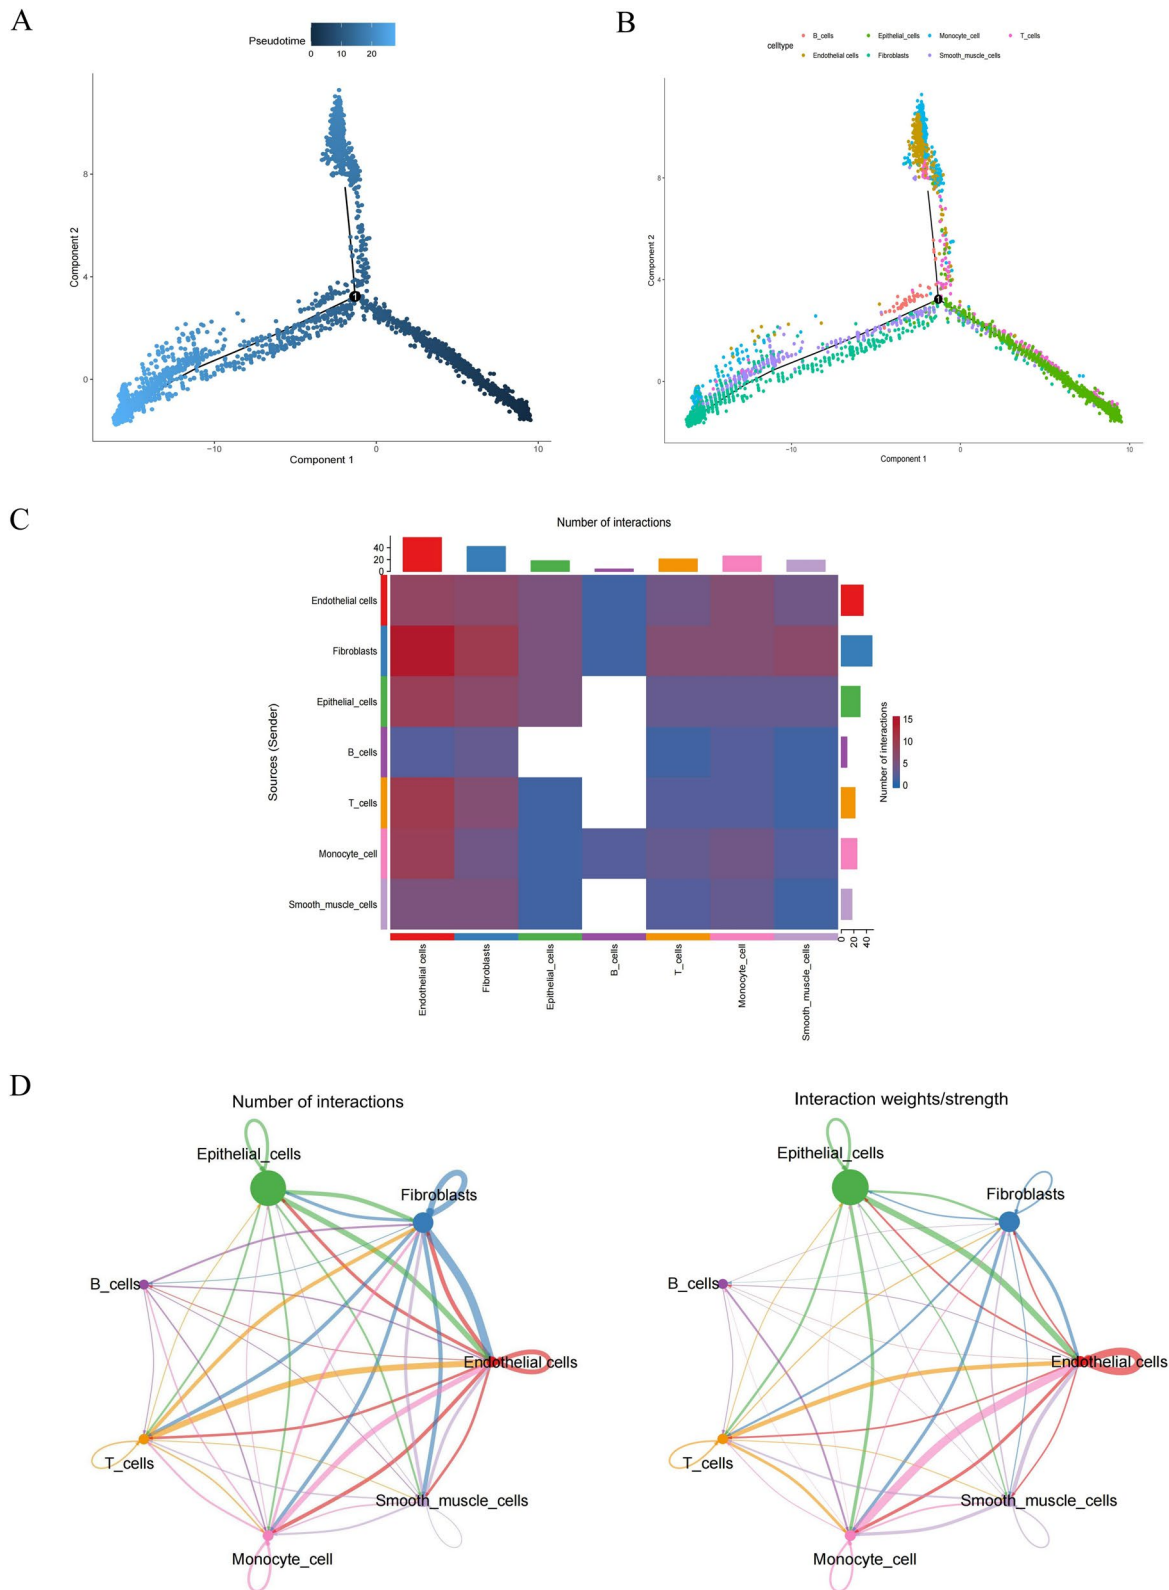 A
Pseudotime
0 10 20
Component 2
8
4
0
1
−10 0 10
Component 1
B
celltype
B_cells Epithelial_cells Monocyte_cell T_cells
Endothelial cells Fibroblasts Smooth_muscle_cells
Component 2
8
4
0
1
−10 0 10
Component 1
C
Number of interactions
40
20
0
Sources (Sender)
Endothelial cells
Fibroblasts
Epithelial_cells
B_cells
T_cells
Monocyte_cell
Smooth_muscle_cells
Number of interactions
15
10
5
0
0 20 40
Endothelial cells
Fibroblasts
Epithelial_cells
B_cells
T_cells
Monocyte_cell
Smooth_muscle_cells
D
Number of interactions
Epithelial_cells
Fibroblasts
B_cells
Endothelial cells
T_cells
Smooth_muscle_cells
Monocyte_cell
Interaction weights/strength
Epithelial_cells
Fibroblasts
B_cells
Endothelial cells
T_cells
Smooth_muscle_cells
Monocyte_cell